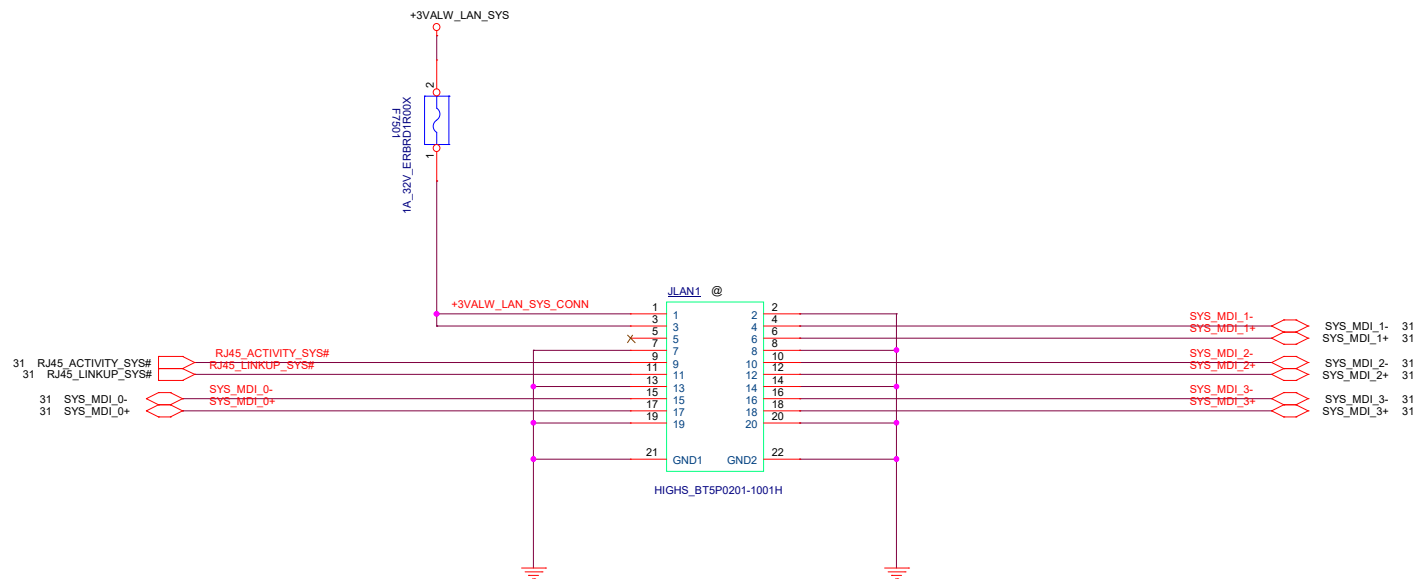 +3VALW_LAN_SYS
2
F7501
1A_32V_ERBRD1R00X
1
JLAN1 @
+3VALW_LAN_SYS_CONN
1 1 2 2
3 3 4 4 SYS_MDI_1- SYS_MDI_1- 31
5 5 6 6 SYS_MDI_1+ SYS_MDI_1+ 31
7 7 8 8
31 RJ45_ACTIVITY_SYS# RJ45_ACTIVITY_SYS# 9 9 10 10 SYS_MDI_2- SYS_MDI_2- 31
31 RJ45_LINKUP_SYS# RJ45_LINKUP_SYS# 11 11 12 12 SYS_MDI_2+ SYS_MDI_2+ 31
13 13 14 14
31 SYS_MDI_0- SYS_MDI_0- 15 15 16 16 SYS_MDI_3- SYS_MDI_3- 31
31 SYS_MDI_0+ SYS_MDI_0+ 17 17 18 18 SYS_MDI_3+ SYS_MDI_3+ 31
19 19 20 20
21 GND1 GND2 22
HIGHS_BT5P0201-1001H